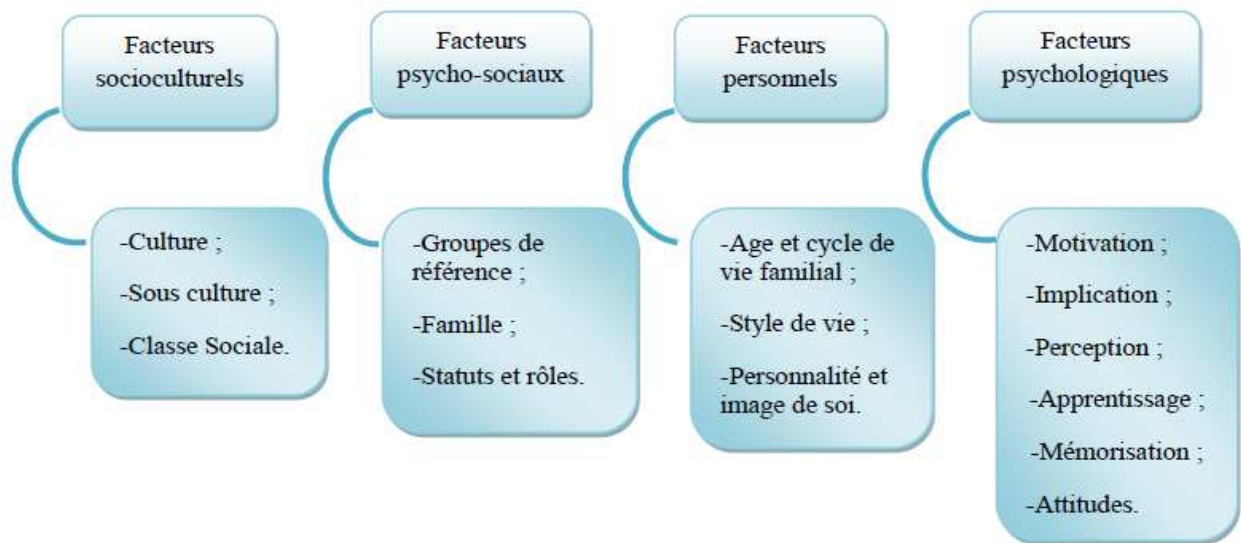 Facteurs
socioculturels
-Culture ;
-Sous culture ;
-Classe Sociale.
Facteurs
psycho-sociaux
-Groupes de
référence ;
-Famille ;
-Statuts et rôles.
Facteurs
personnels
-Age et cycle de
vie familial ;
-Style de vie ;
-Personnalité et
image de soi.
Facteurs
psychologiques
-Motivation ;
-Implication ;
-Perception ;
-Apprentissage ;
-Mémorisation ;
-Attitudes.